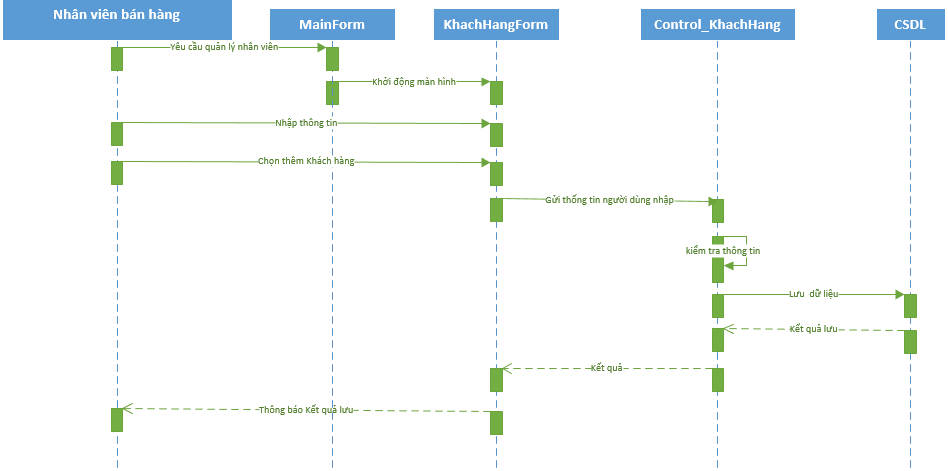 Nhân viên bán hàng
MainForm
KhachHangForm
Control_KhachHang
CSDL
Yêu cầu quản lý nhân viên
Khởi động màn hình
Nhập thông tin
Chọn thêm Khách hàng
Gửi thống tin người dùng nhập
kiểm tra thông tin
Lưu dữ liệu
Kết quả lưu
Kết quả
Thông báo Kết quả lưu